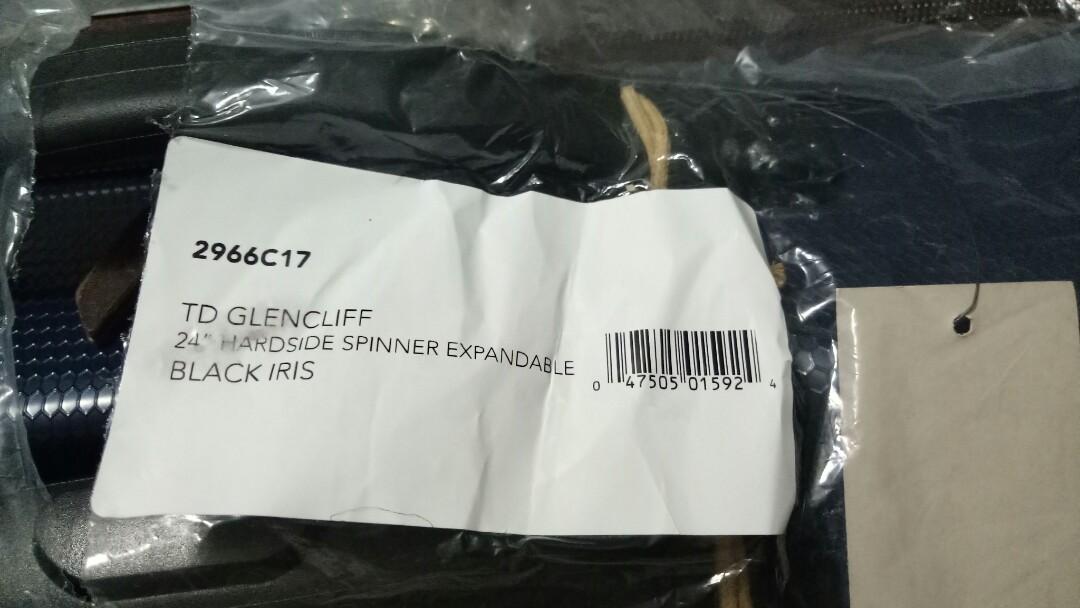 2966C17
TD GLENCLIFF
24" HARDSIDE SPINNER EXPANDABLE
BLACK IRIS
0 47505 01592 4